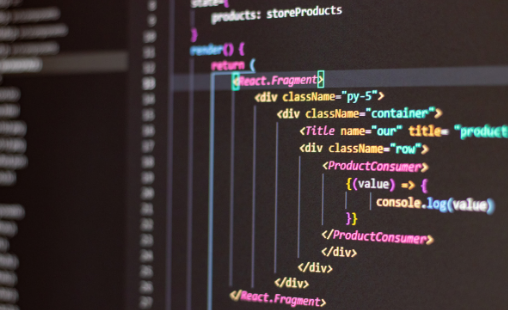 state={
products: storeProducts
}
render() {
return (
<React.Fragment>
<div className="py-5">
<div className="container">
<Title name="our" title= "product
<div className="row">
<ProductConsumer>
{(value) => {
console.log(value)
}}
</ProductConsumer>
</div>
</div>
</div>
</React.Fragment>